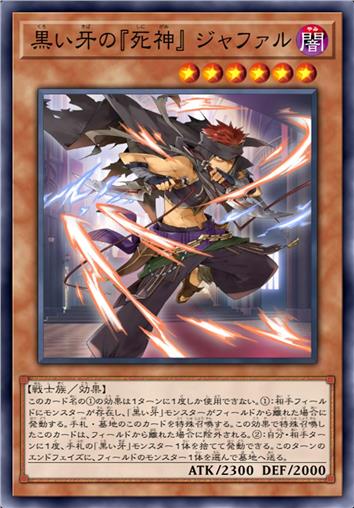 黒い牙の『死神』 ジャファル
闇
【戦士族/効果】
このカード名の①の効果は1ターンに1度しか使用できない。①:相手フィール
ドにモンスターが存在し、「黒い牙」モンスターがフィールドから離れた場合に
発動する。手札・墓地のこのカードを特殊召喚する。この効果で特殊召喚
したこのカードは、フィールドから離れた場合に除外される。②:自分・相手ター
ンに1度、手札の「黒い牙」モンスター1体を捨てて発動できる。このターンの
エンドフェイズに、フィールドのモンスター1体を選んで墓地へ送る。
ATK/2300 DEF/2000